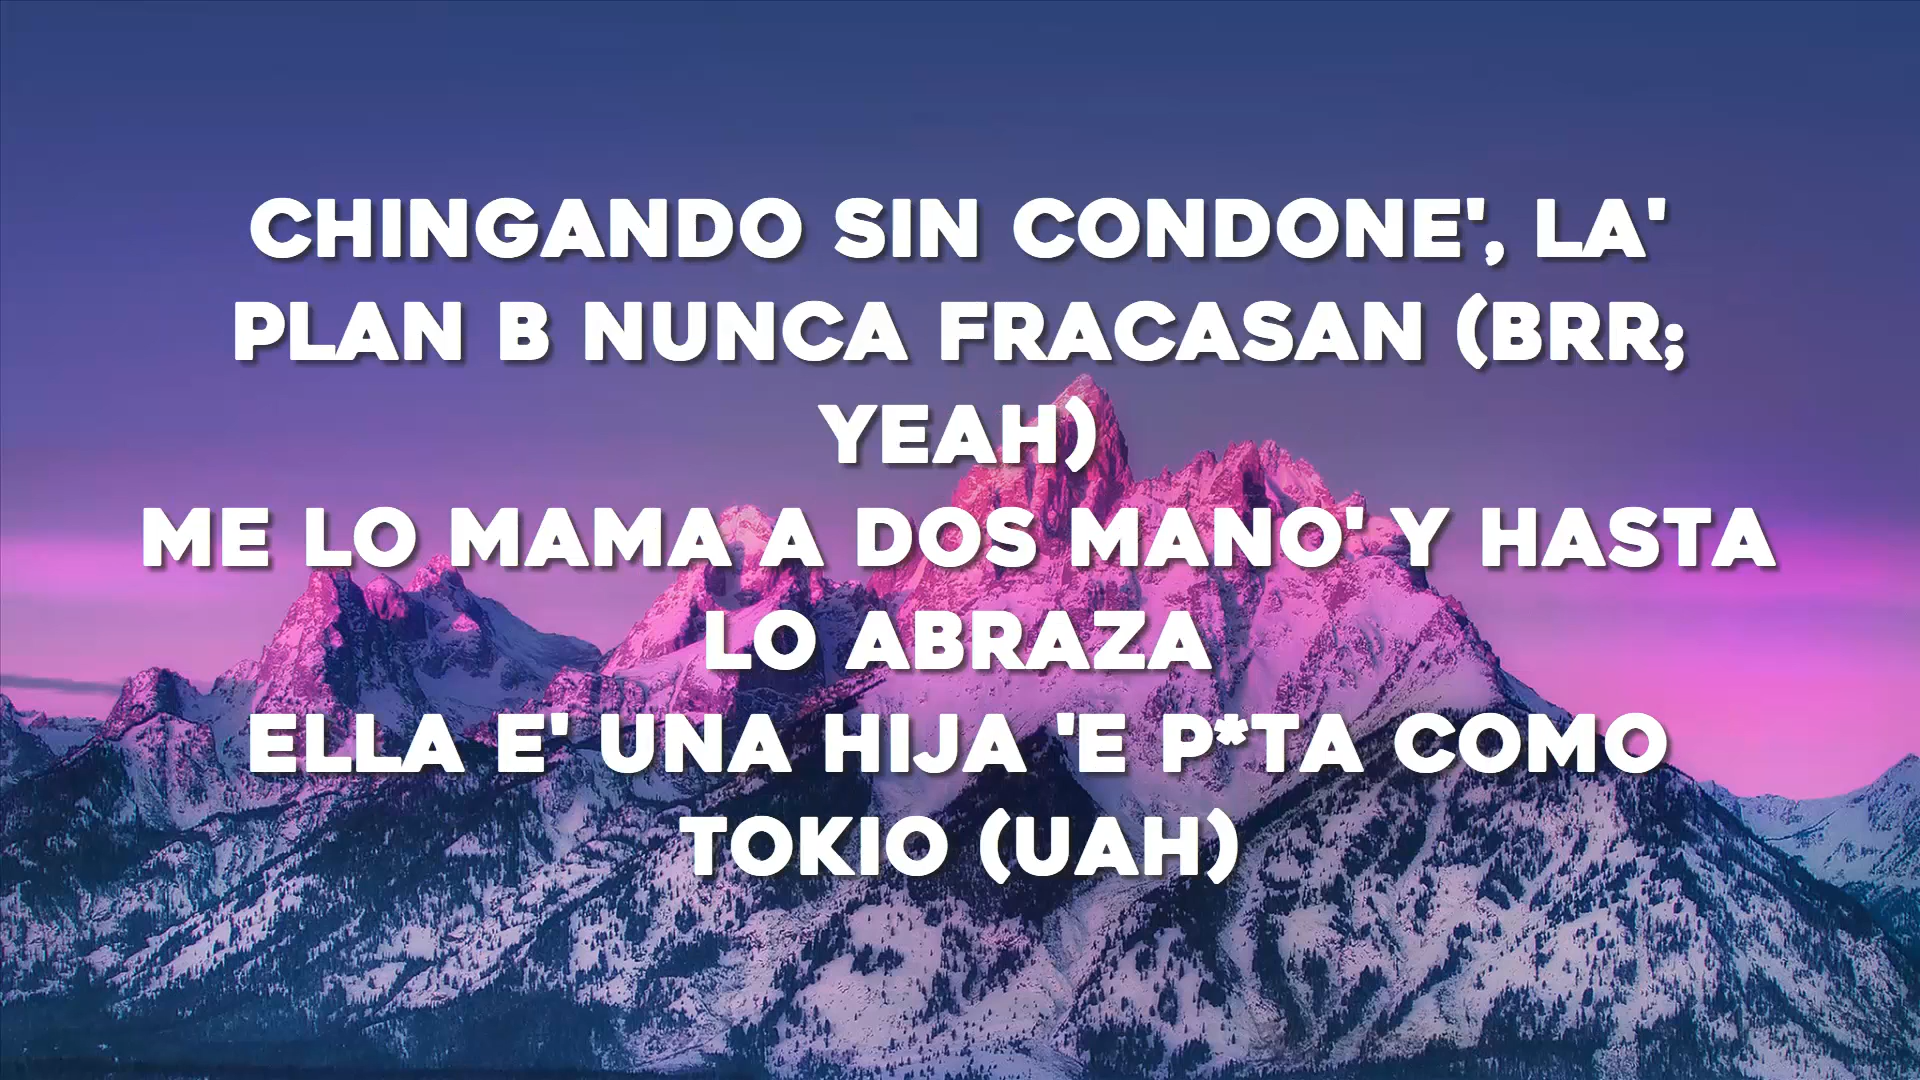 CHINGANDO SIN CONDONE', LA'
PLAN B NUNCA FRACASAN (BRR;
YEAH)
ME LO MAMA A DOS MANO' Y HASTA
LO ABRAZA
ELLA E' UNA HIJA 'E P*TA COMO
TOKIO (UAH)